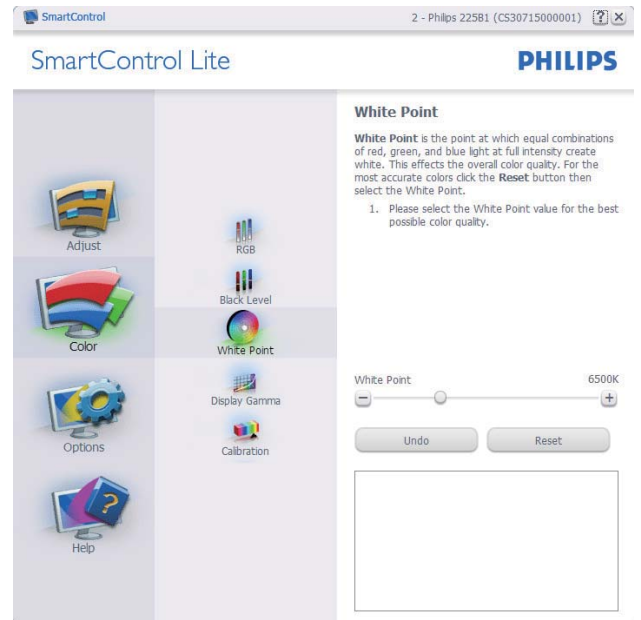 SmartControl
2 - Philips 225B1 (CS30715000001)
?
SmartControl Lite
PHILIPS
Adjust
Color
Options
Help
RGB
Black Level
White Point
Display Gamma
Calibration
White Point
White Point is the point at which equal combinations
of red, green, and blue light at full intensity create
white. This effects the overall color quality. For the
most accurate colors click the Reset button then
select the White Point.
1. Please select the White Point value for the best
possible color quality.
White Point 6500K
Undo Reset